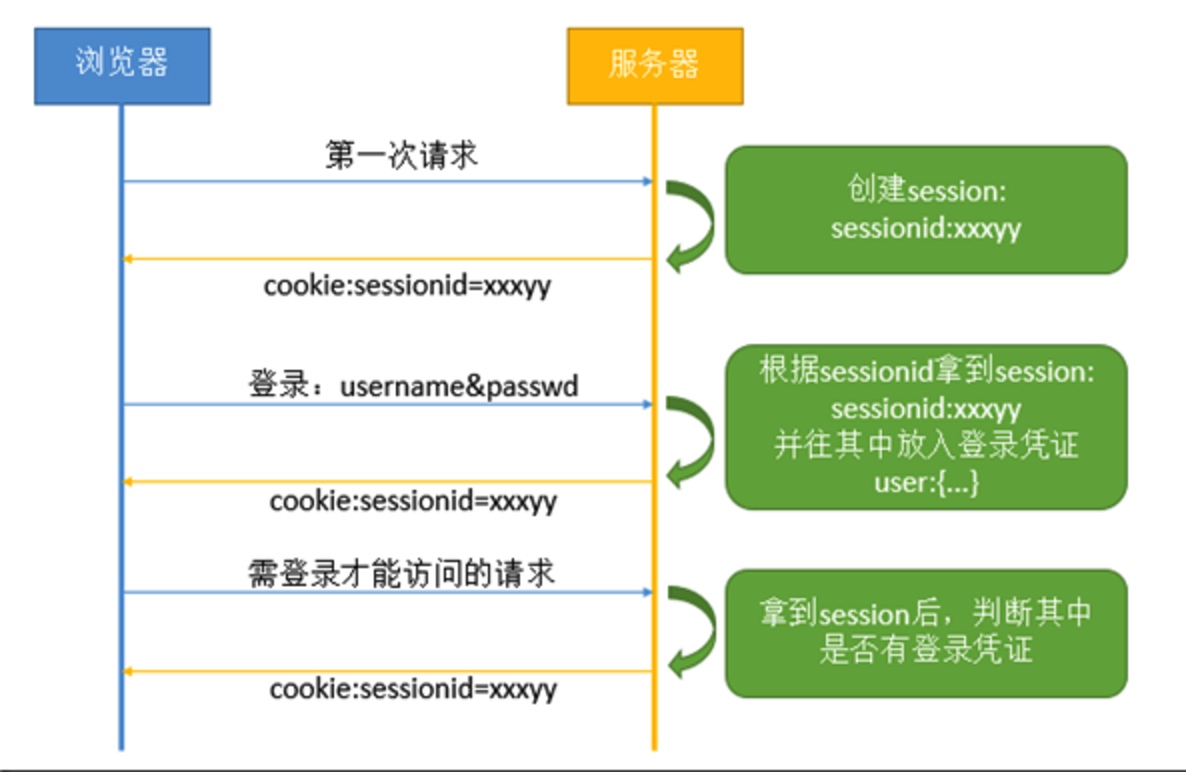 浏览器
服务器
第一次请求
创建session:
sessionid:xxxyy
cookie:sessionid=xxxyy
登录：username&passwd
根据sessionid拿到session:
sessionid:xxxyy
并往其中放入登录凭证
user:{...}
cookie:sessionid=xxxyy
需登录才能访问的请求
拿到session后，判断其中
是否有登录凭证
cookie:sessionid=xxxyy